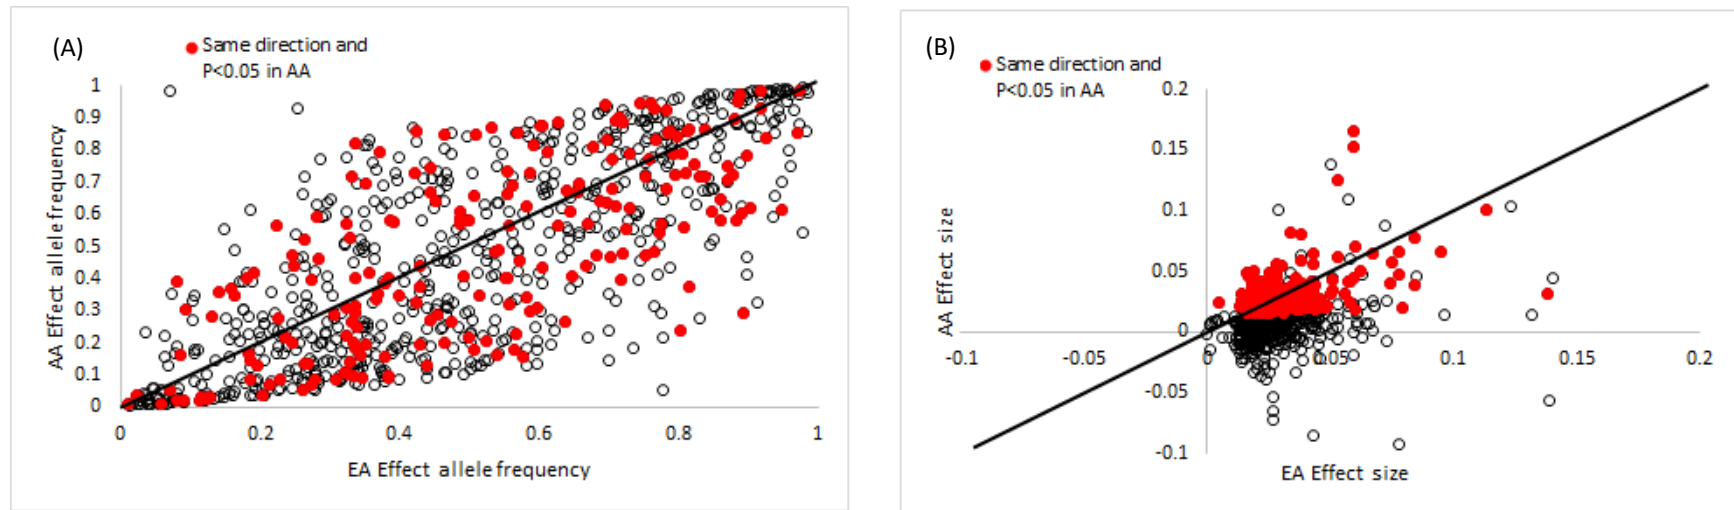 (A)
Same direction and
P<0.05 in AA
1
0.9
0.8
0.7
0.6
0.5
0.4
0.3
0.2
0.1
0
AA Effect allele frequency
0 0.2 0.4 0.6 0.8 1
EA Effect allele frequency
(B)
Same direction and
P<0.05 in AA
0.2
0.15
0.1
0.05
0
-0.05
-0.1
AA Effect size
-0.1 -0.05 0 0.05 0.1 0.15 0.2
EA Effect size